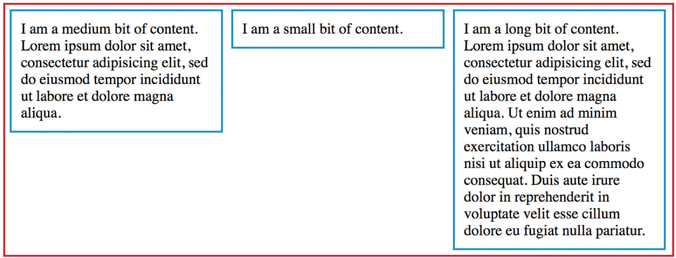 I am a medium bit of content.
Lorem ipsum dolor sit amet,
consectetur adipisicing elit, sed
do eiusmod tempor incididunt
ut labore et dolore magna
aliqua.
I am a small bit of content.
I am a long bit of content.
Lorem ipsum dolor sit amet,
consectetur adipisicing elit, sed
do eiusmod tempor incididunt
ut labore et dolore magna
aliqua. Ut enim ad minim
veniam, quis nostrud
exercitation ullamco laboris
nisi ut aliquip ex ea commodo
consequat. Duis aute irure
dolor in reprehenderit in
voluptate velit esse cillum
dolore eu fugiat nulla pariatur.